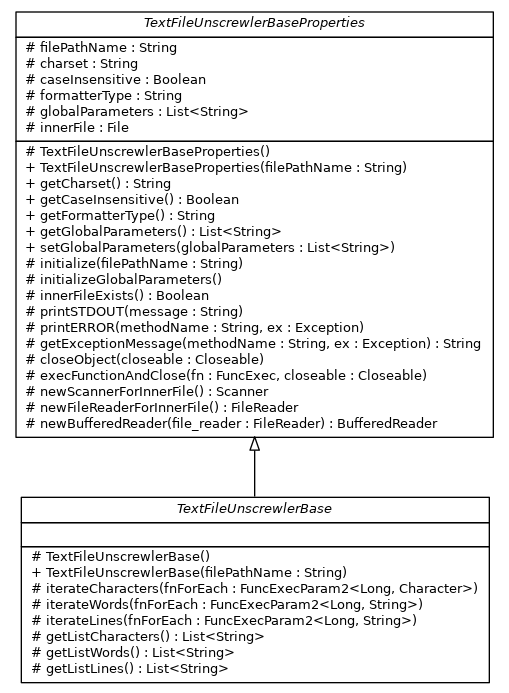 TextFileUnscrewlerBaseProperties
# filePathName : String
# charset : String
# caseInsensitive : Boolean
# formatterType : String
# globalParameters : List<String>
# innerFile : File
# TextFileUnscrewlerBaseProperties()
+ TextFileUnscrewlerBaseProperties(filePathName : String)
+ getCharset() : String
+ getCaseInsensitive() : Boolean
+ getFormatterType() : String
+ getGlobalParameters() : List<String>
+ setGlobalParameters(globalParameters : List<String>)
# initialize(filePathName : String)
# initializeGlobalParameters()
# innerFileExists() : Boolean
# printSTDOUT(message : String)
# printERROR(methodName : String, ex : Exception)
# getExceptionMessage(methodName : String, ex : Exception) : String
# closeObject(closeable : Closeable)
# execFunctionAndClose(fn : FuncExec, closeable : Closeable)
# newScannerForInnerFile() : Scanner
# newFileReaderForInnerFile() : FileReader
# newBufferedReader(file_reader : FileReader) : BufferedReader
TextFileUnscrewlerBase
# TextFileUnscrewlerBase()
+ TextFileUnscrewlerBase(filePathName : String)
# iterateCharacters(fnForEach : FuncExecParam2<Long, Character>)
# iterateWords(fnForEach : FuncExecParam2<Long, String>)
# iterateLines(fnForEach : FuncExecParam2<Long, String>)
# getListCharacters() : List<String>
# getListWords() : List<String>
# getListLines() : List<String>